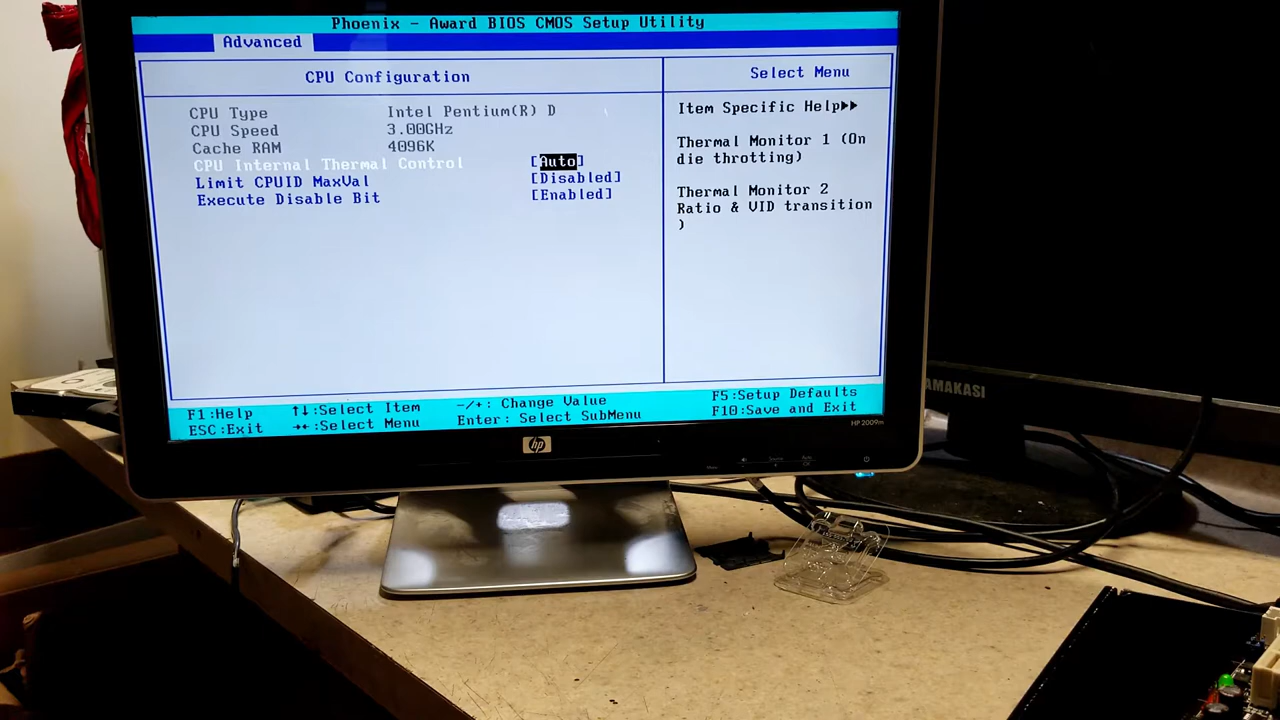 Phoenix - Award BIOS CMOS Setup Utility
Advanced
CPU Configuration
Select Menu
CPU Type Intel Pentium(R) D
CPU Speed 3.00GHz
Cache RAM 4096K
CPU Internal Thermal Control [Auto]
Limit CPUID MaxVal [Disabled]
Execute Disable Bit [Enabled]
Item Specific Help▶▶
Thermal Monitor 1 (On
die throtting)
Thermal Monitor 2
Ratio & VID transition
)
F1:Help ↑↓:Select Item -/+: Change Value F5:Setup Defaults
ESC:Exit →←:Select Menu Enter: Select SubMenu F10:Save and Exit
hp
HP 2009m
AMAKASI